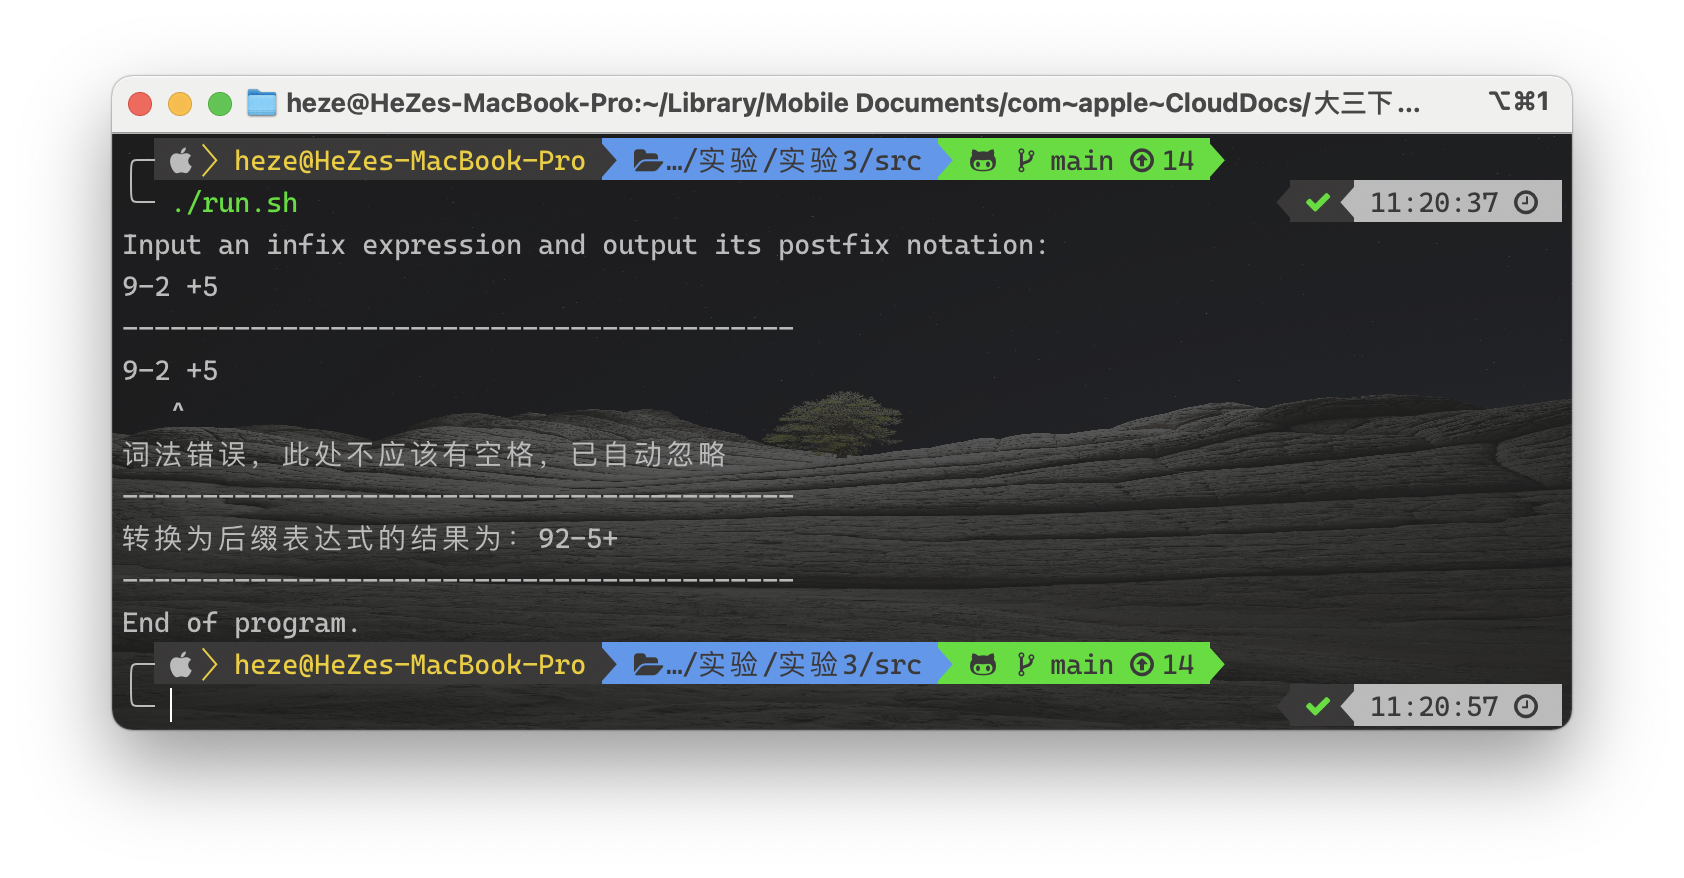 heze@HeZes-MacBook-Pro:~/Library/Mobile Documents/com~apple~CloudDocs/大三下... ⌥⌘1
heze@HeZes-MacBook-Pro …/实验/实验3/src main 14
./run.sh 11:20:37
Input an infix expression and output its postfix notation:
9-2 +5
------------------------------------------
9-2 +5
^
词法错误，此处不应该有空格，已自动忽略
------------------------------------------
转换为后缀表达式的结果为：92-5+
------------------------------------------
End of program.
heze@HeZes-MacBook-Pro …/实验/实验3/src main 14
11:20:57